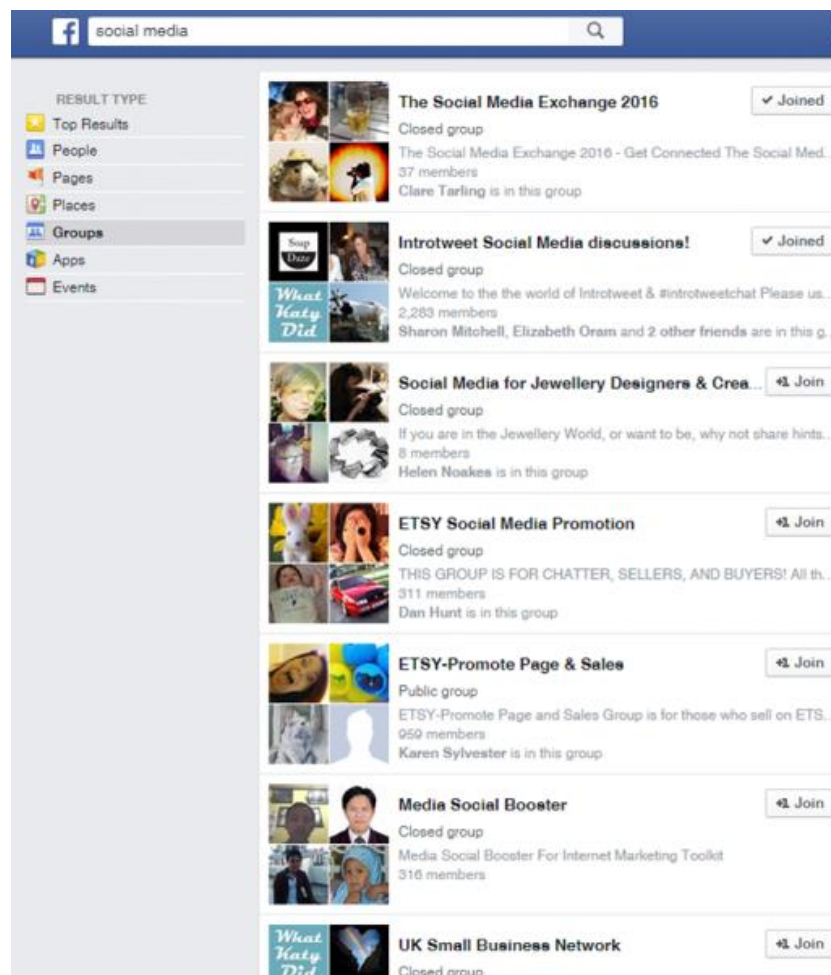 f
social media
RESULT TYPE
Top Results
People
Pages
Places
Groups
Apps
Events
The Social Media Exchange 2016
✓ Joined
Closed group
The Social Media Exchange 2016 - Get Connected The Social Med...
37 members
Clare Tarling is in this group
Soap
Daze
What
Katy
Did
Introtweet Social Media discussions!
✓ Joined
Closed group
Welcome to the the world of Introtweet & #introtweetchat Please us...
2,283 members
Sharon Mitchell, Elizabeth Oram and 2 other friends are in this g...
Social Media for Jewellery Designers & Crea...
+1 Join
Closed group
If you are in the Jewellery World, or want to be, why not share hints...
8 members
Helen Noakes is in this group
ETSY Social Media Promotion
+1 Join
Closed group
THIS GROUP IS FOR CHATTER, SELLERS, AND BUYERS! All th...
311 members
Dan Hunt is in this group
ETSY-Promote Page & Sales
+1 Join
Public group
ETSY-Promote Page and Sales Group is for those who sell on ETS...
959 members
Karen Sylvester is in this group
Media Social Booster
+1 Join
Closed group
Media Social Booster For Internet Marketing Toolkit
316 members
What
Katy
Did
UK Small Business Network
+1 Join
Closed group